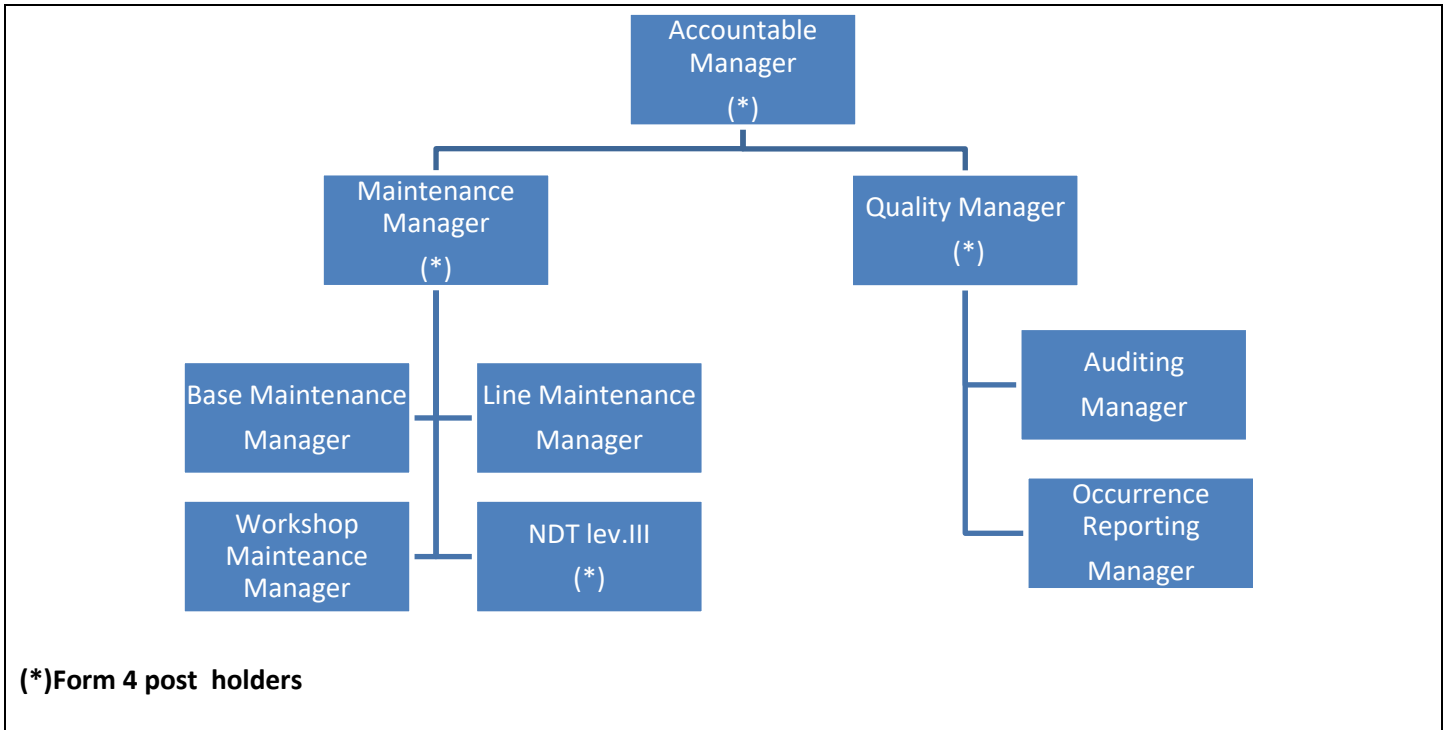 Accountable
Manager
(*)
Maintenance
Manager
(*)
Quality Manager
(*)
Base Maintenance
Manager
Line Maintenance
Manager
Auditing
Manager
Workshop
Mainteance
Manager
NDT lev.III
(*)
Occurrence
Reporting
Manager
(*)Form 4 post  holders